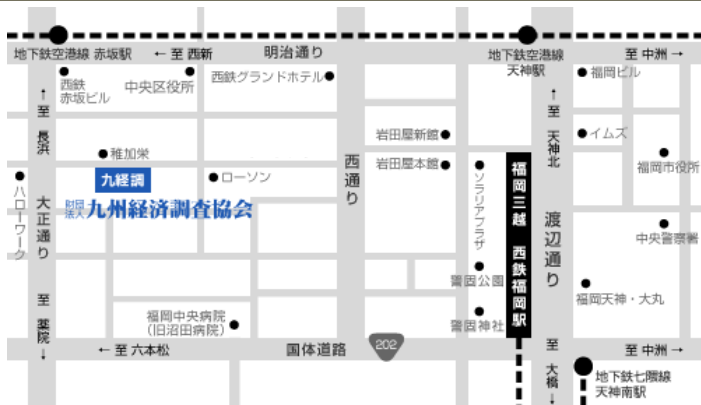 地下鉄空港線 赤坂駅
← 至 西新
明治通り
地下鉄空港線
天神駅
至 中洲 →
西鉄
赤坂ビル
中央区役所
西鉄グランドホテル
福岡ビル
← 至 長浜
稚加栄
岩田屋新館
← 至 天神北
イムズ
九経調
ローソン
西通り
岩田屋本館
ソラリアプラザ
福岡三越 西鉄福岡駅
福岡市役所
ハローワーク
大正通り
財団
法人
九州経済調査協会
渡辺通り
中央警察署
警固公園
福岡天神・大丸
至 薬院 →
福岡中央病院
(旧沼田病院)
警固神社
← 至 六本松
国体道路
202
至 大橋 →
至 中洲 →
地下鉄七隈線
天神南駅